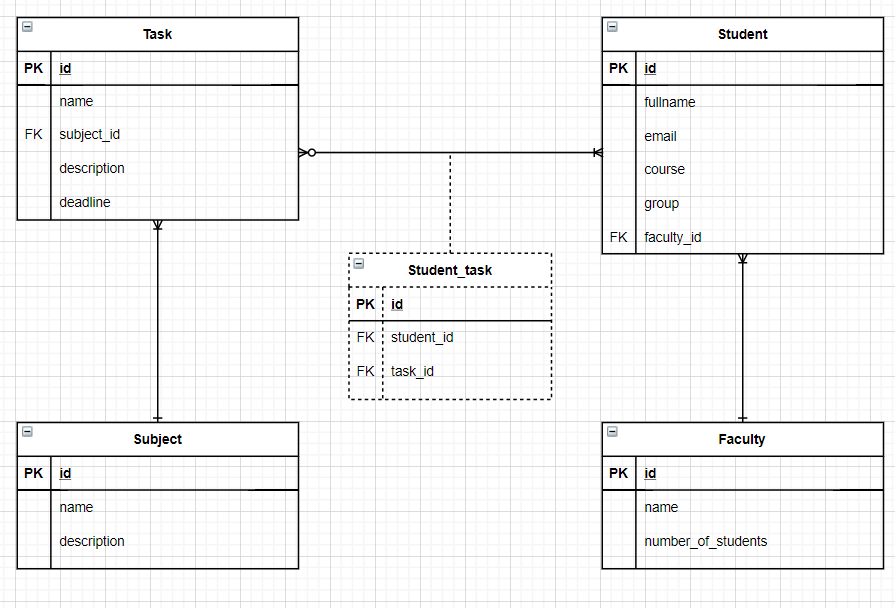 Task
PK id
name
FK subject_id
description
deadline
Student
PK id
fullname
email
course
group
FK faculty_id
Student_task
PK id
FK student_id
FK task_id
Subject
PK id
name
description
Faculty
PK id
name
number_of_students